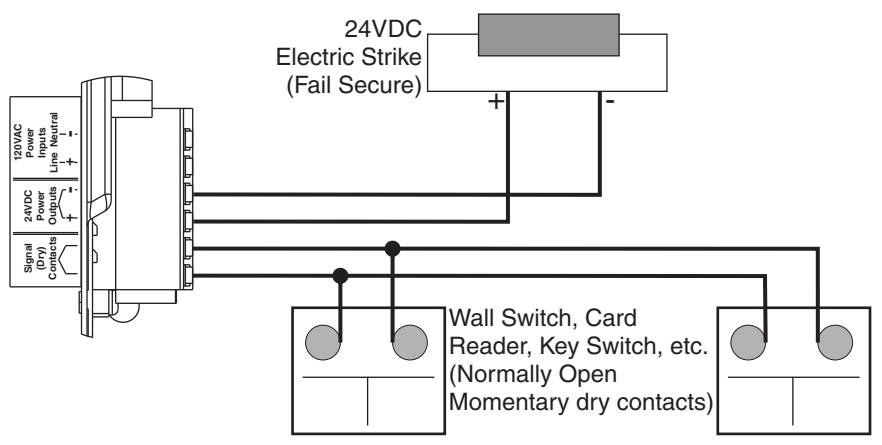 24VDC
Electric Strike
(Fail Secure)
+ -
120VAC
Power
Inputs
Line Neutral
+ -
24VDC
Power
Outputs
+ -
Signal
(Dry)
Contacts
Wall Switch, Card
Reader, Key Switch, etc.
(Normally Open
Momentary dry contacts)